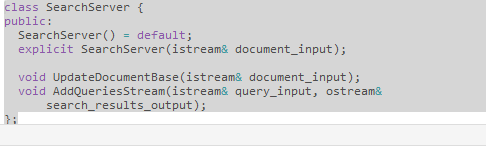 class SearchServer {
public:
  SearchServer() = default;
  explicit SearchServer(istream& document_input);

  void UpdateDocumentBase(istream& document_input);
  void AddQueriesStream(istream& query_input, ostream&
      search_results_output);
};